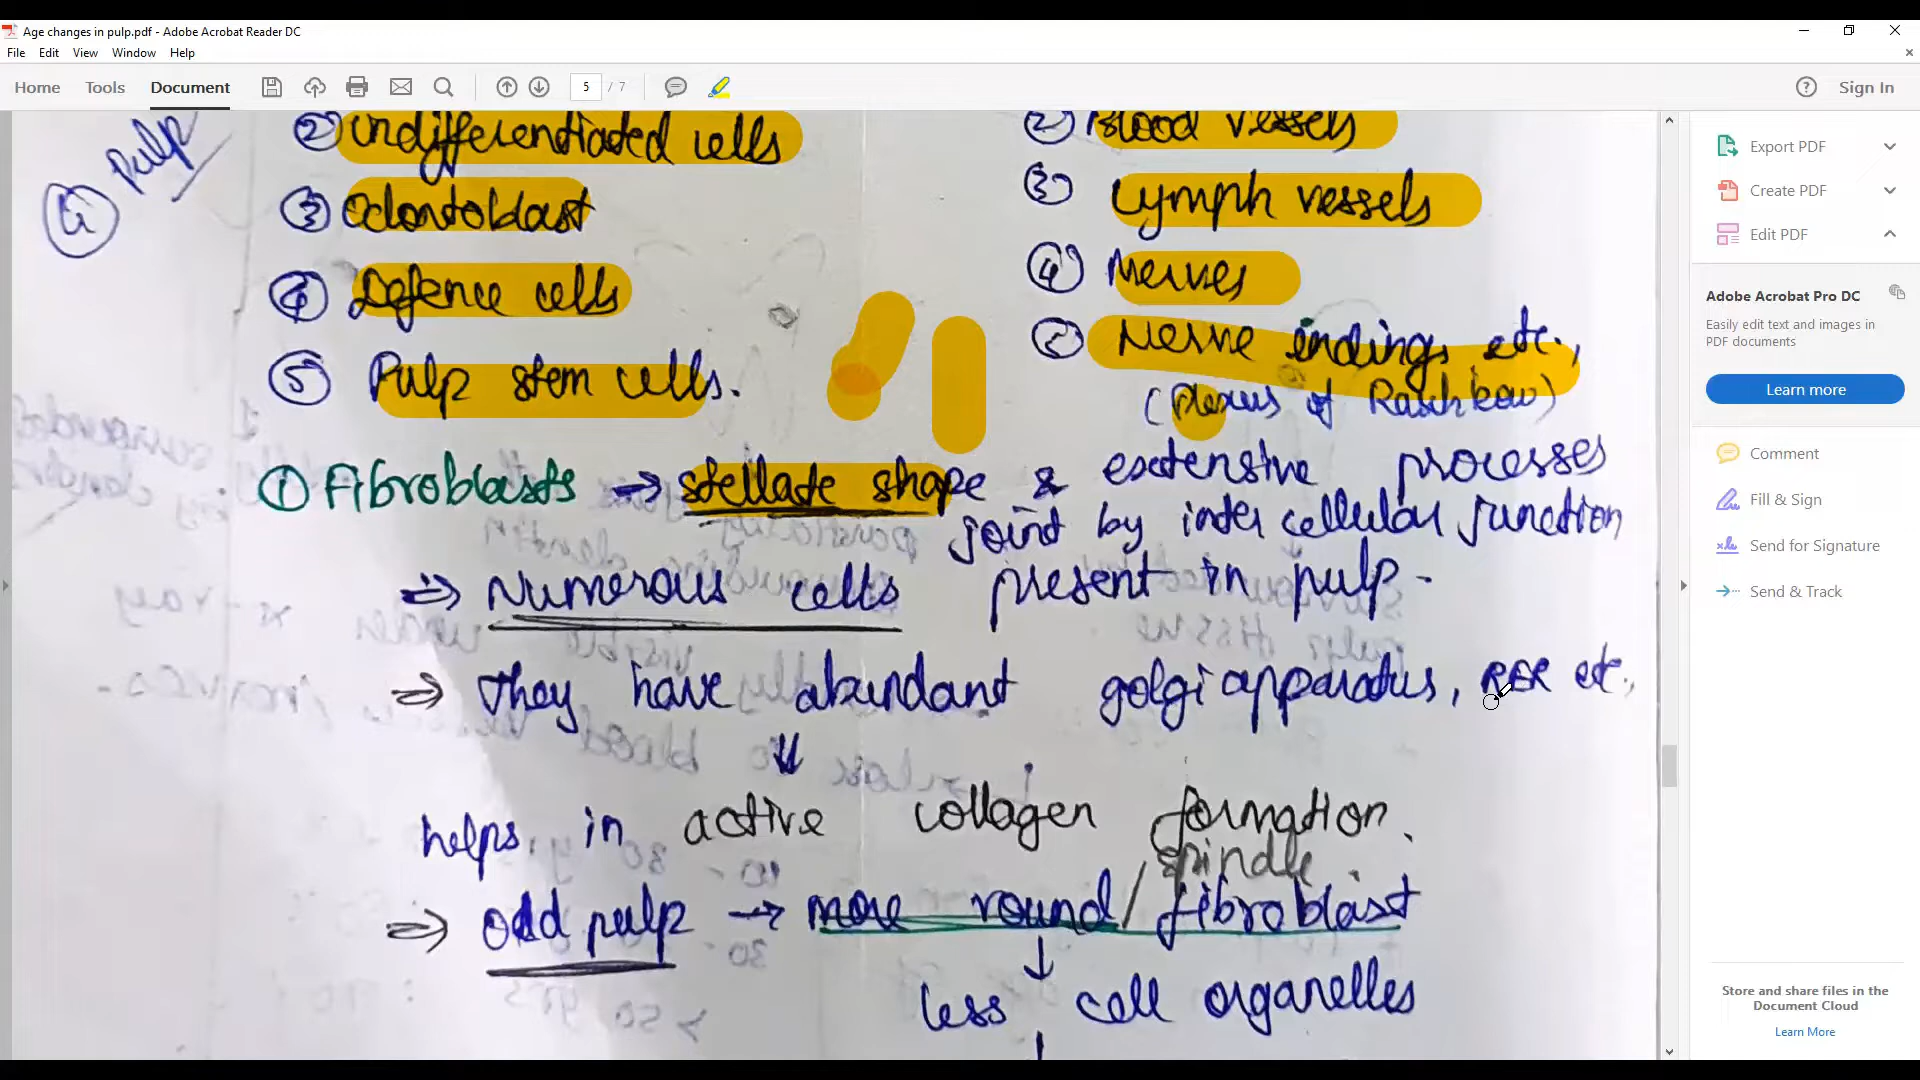 Age changes in pulp.pdf - Adobe Acrobat Reader DC
File Edit View Window Help
Home Tools Document 5 / 7 Sign In
4 pulp
② undifferentiated cells
③ Odontoblast
④ Defence cells
⑤ Pulp stem cells.
② Blood vessels
③ Lymph vessels
④ Nerves
Nerve endings etc.,
(Plexus of Raschkow)
① Fibroblasts → stellate shape & extensive processes
joint by inter cellular junction
⇒ Numerous cells present in pulp -
⇒ They have abundant golgi apparatus, RER etc.,
↓
helps in active collagen formation.
spindle
⇒ Odd pulp → more round / fibroblast
↓
less cell organelles
↓
Export PDF
Create PDF
Edit PDF
Adobe Acrobat Pro DC
Easily edit text and images in
PDF documents
Learn more
Comment
Fill & Sign
Send for Signature
Send & Track
Store and share files in the
Document Cloud
Learn More